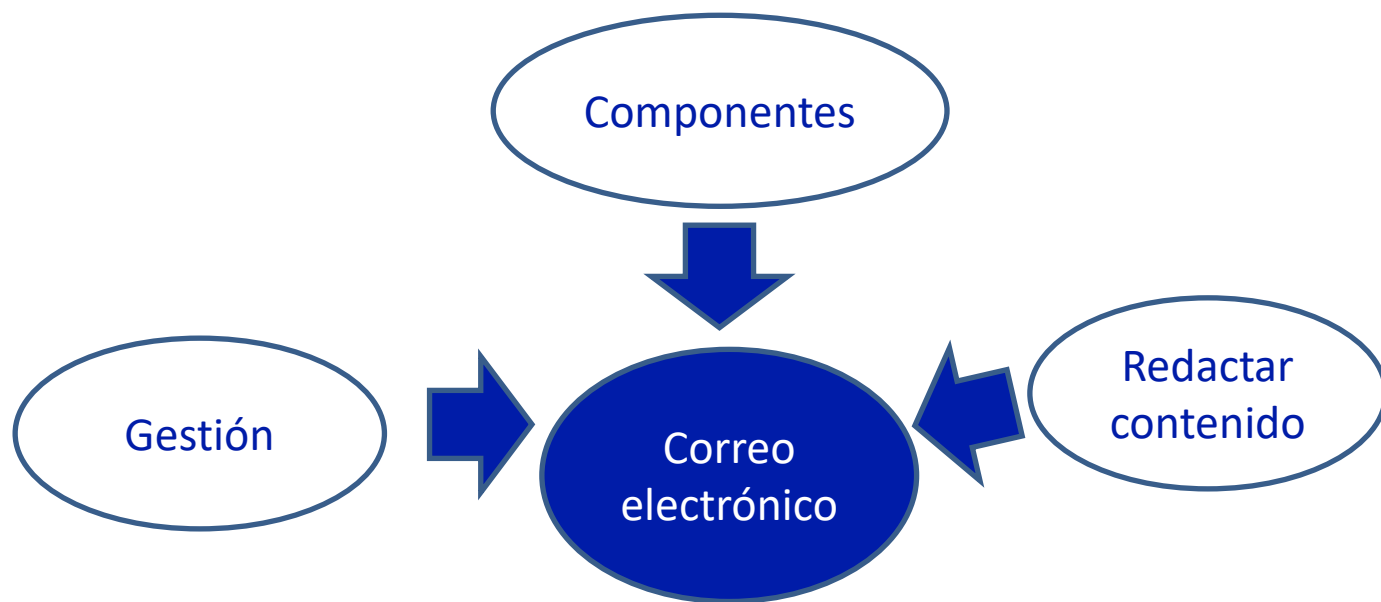 Componentes
Redactar
contenido
Gestión
Correo
electrónico